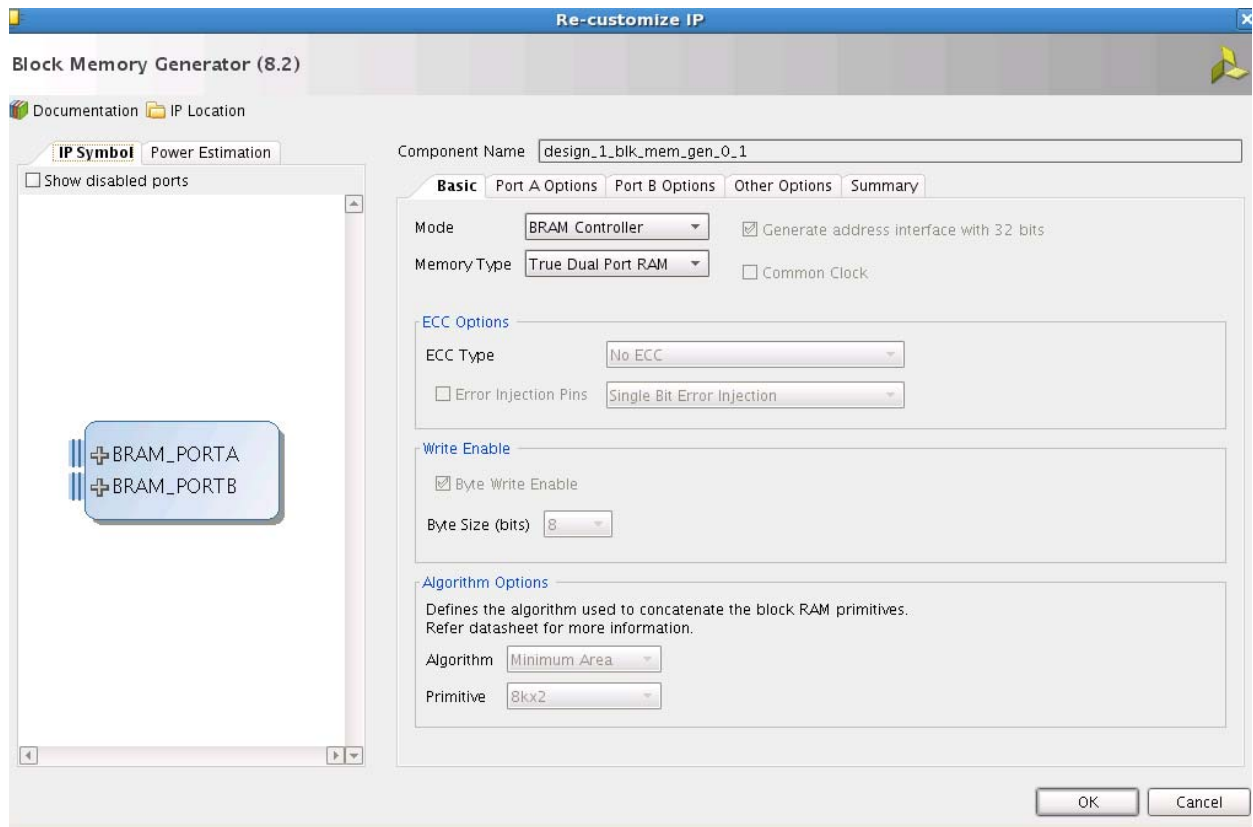 Re-customize IP
Block Memory Generator (8.2)
Documentation IP Location
IP Symbol Power Estimation
Show disabled ports
BRAM_PORTA
BRAM_PORTB
Component Name design_1_blk_mem_gen_0_1
Basic Port A Options Port B Options Other Options Summary
Mode BRAM Controller Generate address interface with 32 bits
Memory Type True Dual Port RAM Common Clock
ECC Options
ECC Type No ECC
Error Injection Pins Single Bit Error Injection
Write Enable
Byte Write Enable
Byte Size (bits) 8
Algorithm Options
Defines the algorithm used to concatenate the block RAM primitives.
Refer datasheet for more information.
Algorithm Minimum Area
Primitive 8kx2
OK Cancel